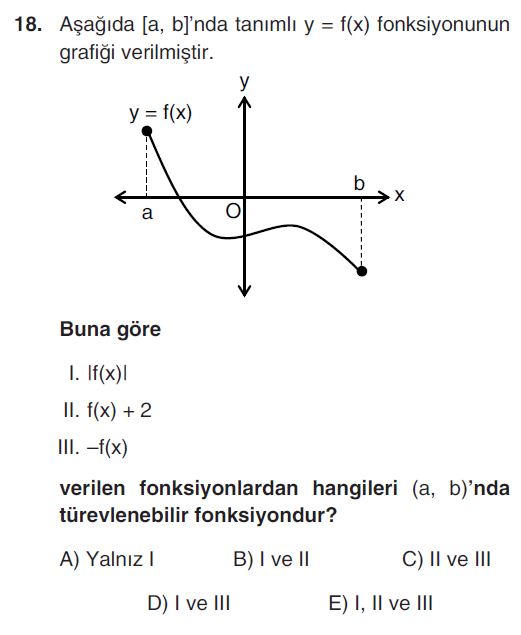 18. Aşağıda [a, b]'nda tanımlı y = f(x) fonksiyonunun
grafiği verilmiştir.
y
y = f(x)
b
x
a
O
Buna göre
I. |f(x)|
II. f(x) + 2
III. –f(x)
verilen fonksiyonlardan hangileri (a, b)'nda
türevlenebilir fonksiyondur?
A) Yalnız I B) I ve II C) II ve III
D) I ve III E) I, II ve III